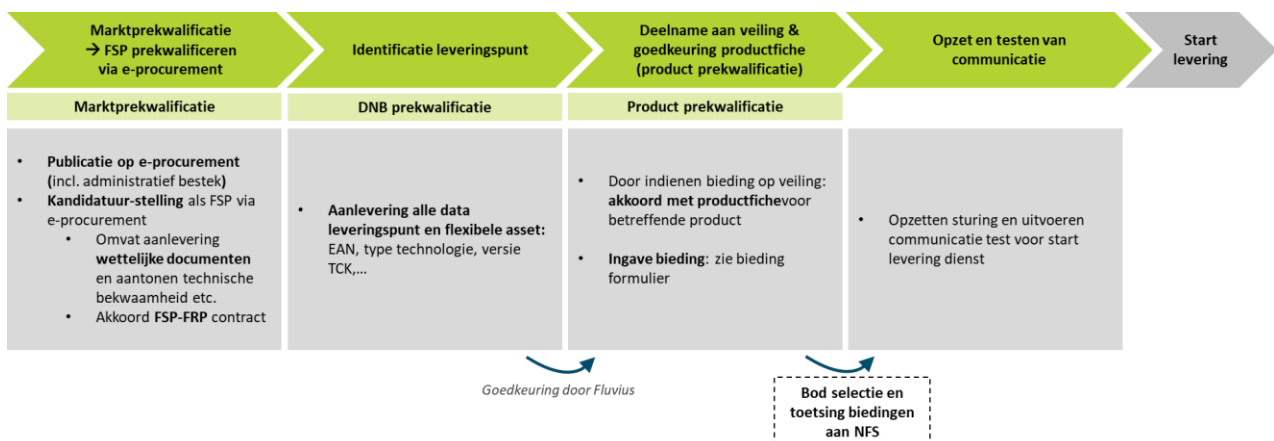 Marktprekwalificatie
→ FSP prekwalificeren
via e-procurement
Identificatie leveringspunt
Deelname aan veiling &
goedkeuring productfiche
(product prekwalificatie)
Opzet en testen van
communicatie
Start
levering
Marktprekwalificatie
DNB prekwalificatie
Product prekwalificatie
• Publicatie op e-procurement
(incl. administratief bestek)
• Kandidatuur-stelling als FSP via
e-procurement
• Omvat aanlevering
wettelijke documenten
en aantonen technische
bekwaamheid etc.
• Akkoord FSP-FRP contract
• Aanlevering alle data
leveringspunt en flexibele asset:
EAN, type technologie, versie
TCK,...
• Door indienen bieding op veiling:
akkoord met productfichevoor
betreffende product
• Ingave bieding: zie bieding
formulier
• Opzetten sturing en uitvoeren
communicatie test voor start
levering dienst
Goedkeuring door Fluvius
Bod selectie en
toetsing biedingen
aan NFS